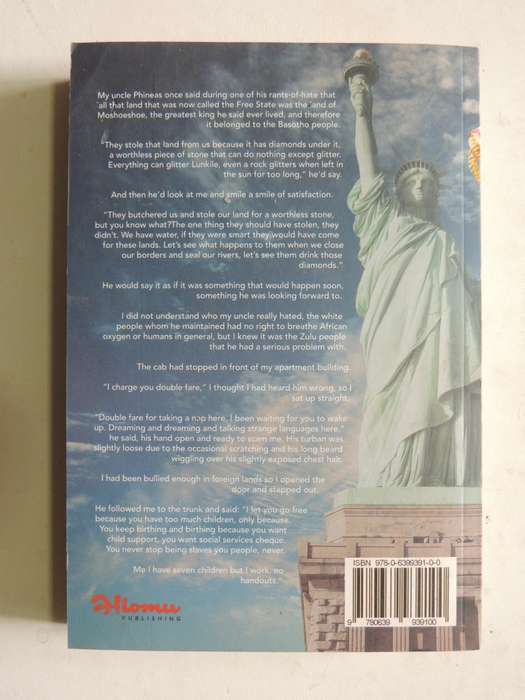 My uncle Phineas once said during one of his rants-of-hate that
all that land that was now called the Free State was the land of
Moshoeshoe, the greatest king he said ever lived, and therefore
it belonged to the Basotho people.
"They stole that land from us because it has diamonds under it,
a worthless piece of stone that can do nothing except glitter.
Everything can glitter Lunkile, even a rock glitters when left in
the sun for too long," he'd say.
And then he'd look at me and smile a smile of satisfaction.
"They butchered us and stole our land for a worthless stone,
but you know what?The one thing they should have stolen, they
didn't. We have water, if they were smart they would have come
for these lands. Let's see what happens to them when we close
our borders and seal our rivers, let's see them drink those
diamonds."
He would say it as if it was something that would happen soon,
something he was looking forward to.
I did not understand who my uncle really hated, the white
people whom he maintained had no right to breathe African
oxygen or humans in general, but I knew it was the Zulu people
that he had a serious problem with.
The cab had stopped in front of my apartment building.
"I charge you double fare," I thought I had heard him wrong, so I
sat up straight.
"Double fare for taking a nap here, I been waiting for you to wake
up. Dreaming and dreaming and talking strange languages here."
he said, his hand open and ready to scam me. His turban was
slightly loose due to the occasional scratching and his long beard
wiggling over his slightly exposed chest hair.
I had been bullied enough in foreign lands so I opened the
door and stepped out.
He followed me to the trunk and said: "I let you go free
because you have too much children, only because.
You keep birthing and birthing because you want
child support, you want social services cheque.
You never stop being slaves you people, never.
Me I have seven children but I work, no
handouts."
Hlomu
PUBLISHING
ISBN 978-0-6399391-0-0
9 780639 939100